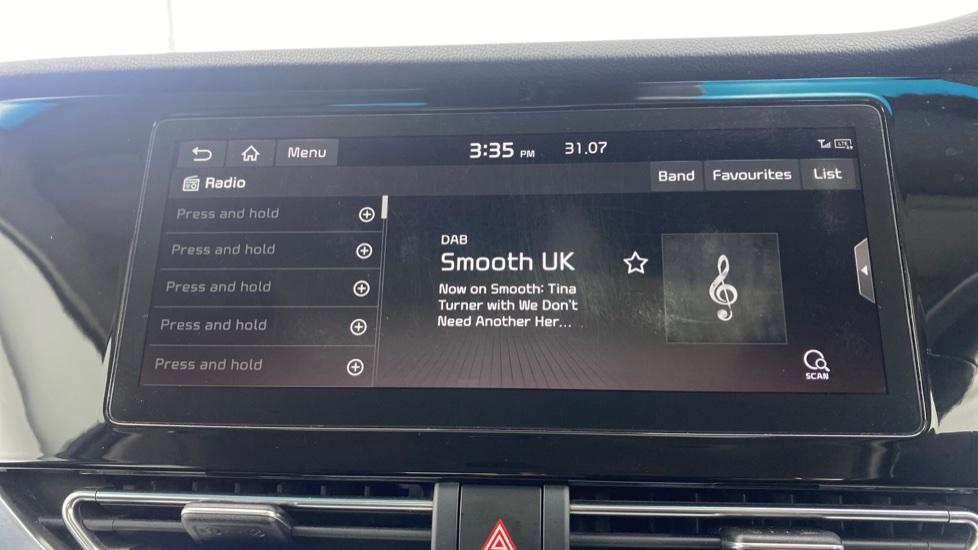 Menu
3:35 PM 31.07
Radio
Band Favourites List
Press and hold
Press and hold
Press and hold
Press and hold
Press and hold
DAB
Smooth UK
Now on Smooth: Tina
Turner with We Don't
Need Another Her...
SCAN